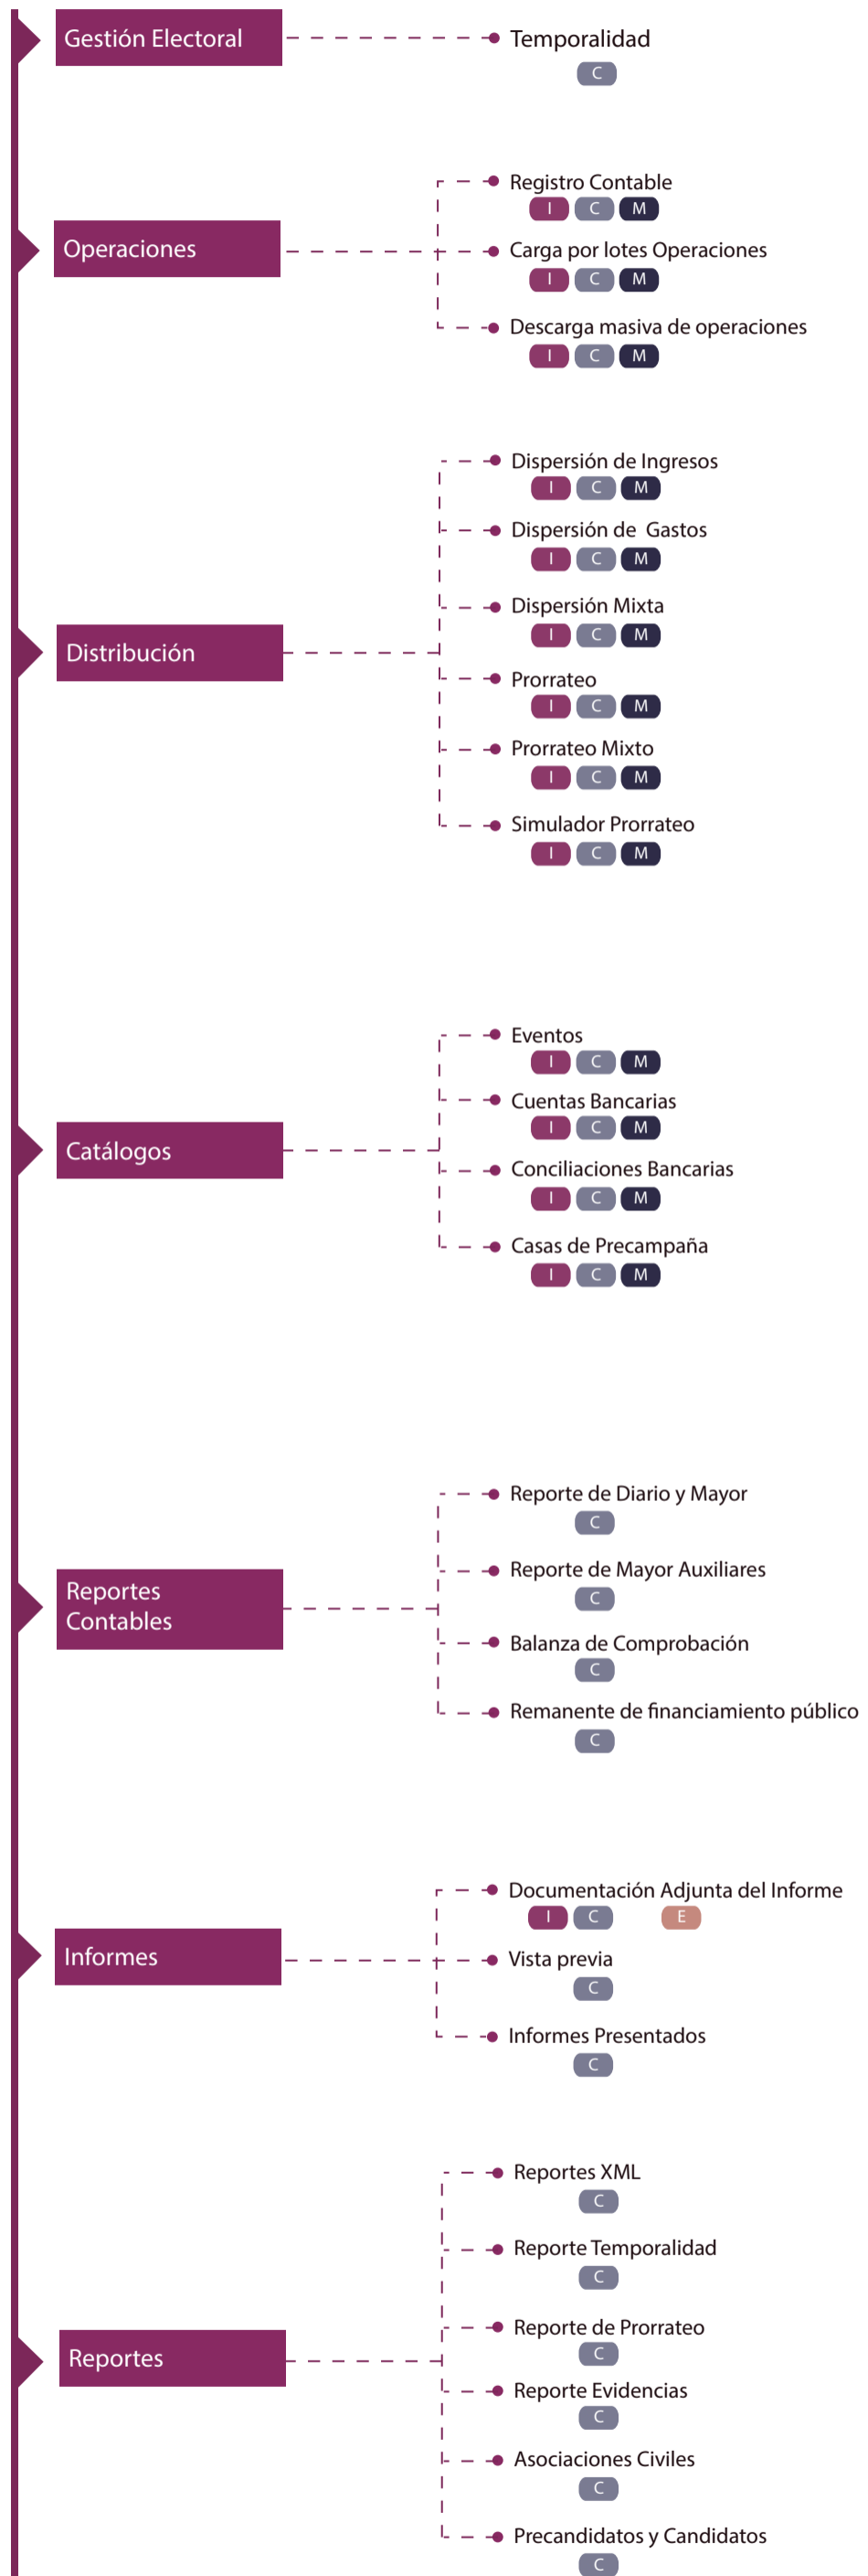 Gestión Electoral
Temporalidad
C
Operaciones
Registro Contable
I C M
Carga por lotes Operaciones
I C M
Descarga masiva de operaciones
I C M
Distribución
Dispersión de Ingresos
I C M
Dispersión de Gastos
I C M
Dispersión Mixta
I C M
Prorrateo
I C M
Prorrateo Mixto
I C M
Simulador Prorrateo
I C M
Catálogos
Eventos
I C M
Cuentas Bancarias
I C M
Conciliaciones Bancarias
I C M
Casas de Precampaña
I C M
Reportes
Contables
Reporte de Diario y Mayor
C
Reporte de Mayor Auxiliares
C
Balanza de Comprobación
C
Remanente de financiamiento público
C
Informes
Documentación Adjunta del Informe
I C E
Vista previa
C
Informes Presentados
C
Reportes
Reportes XML
C
Reporte Temporalidad
C
Reporte de Prorrateo
C
Reporte Evidencias
C
Asociaciones Civiles
C
Precandidatos y Candidatos
C